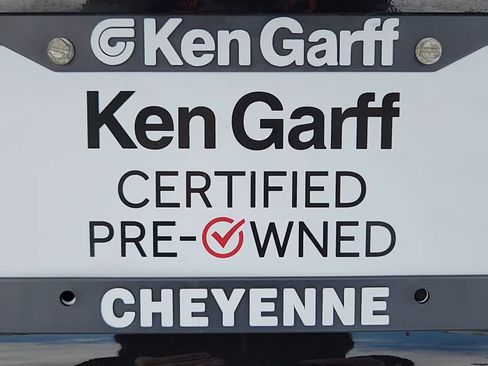 Ken Garff
Ken Garff
CERTIFIED
PRE-OWNED
CHEYENNE